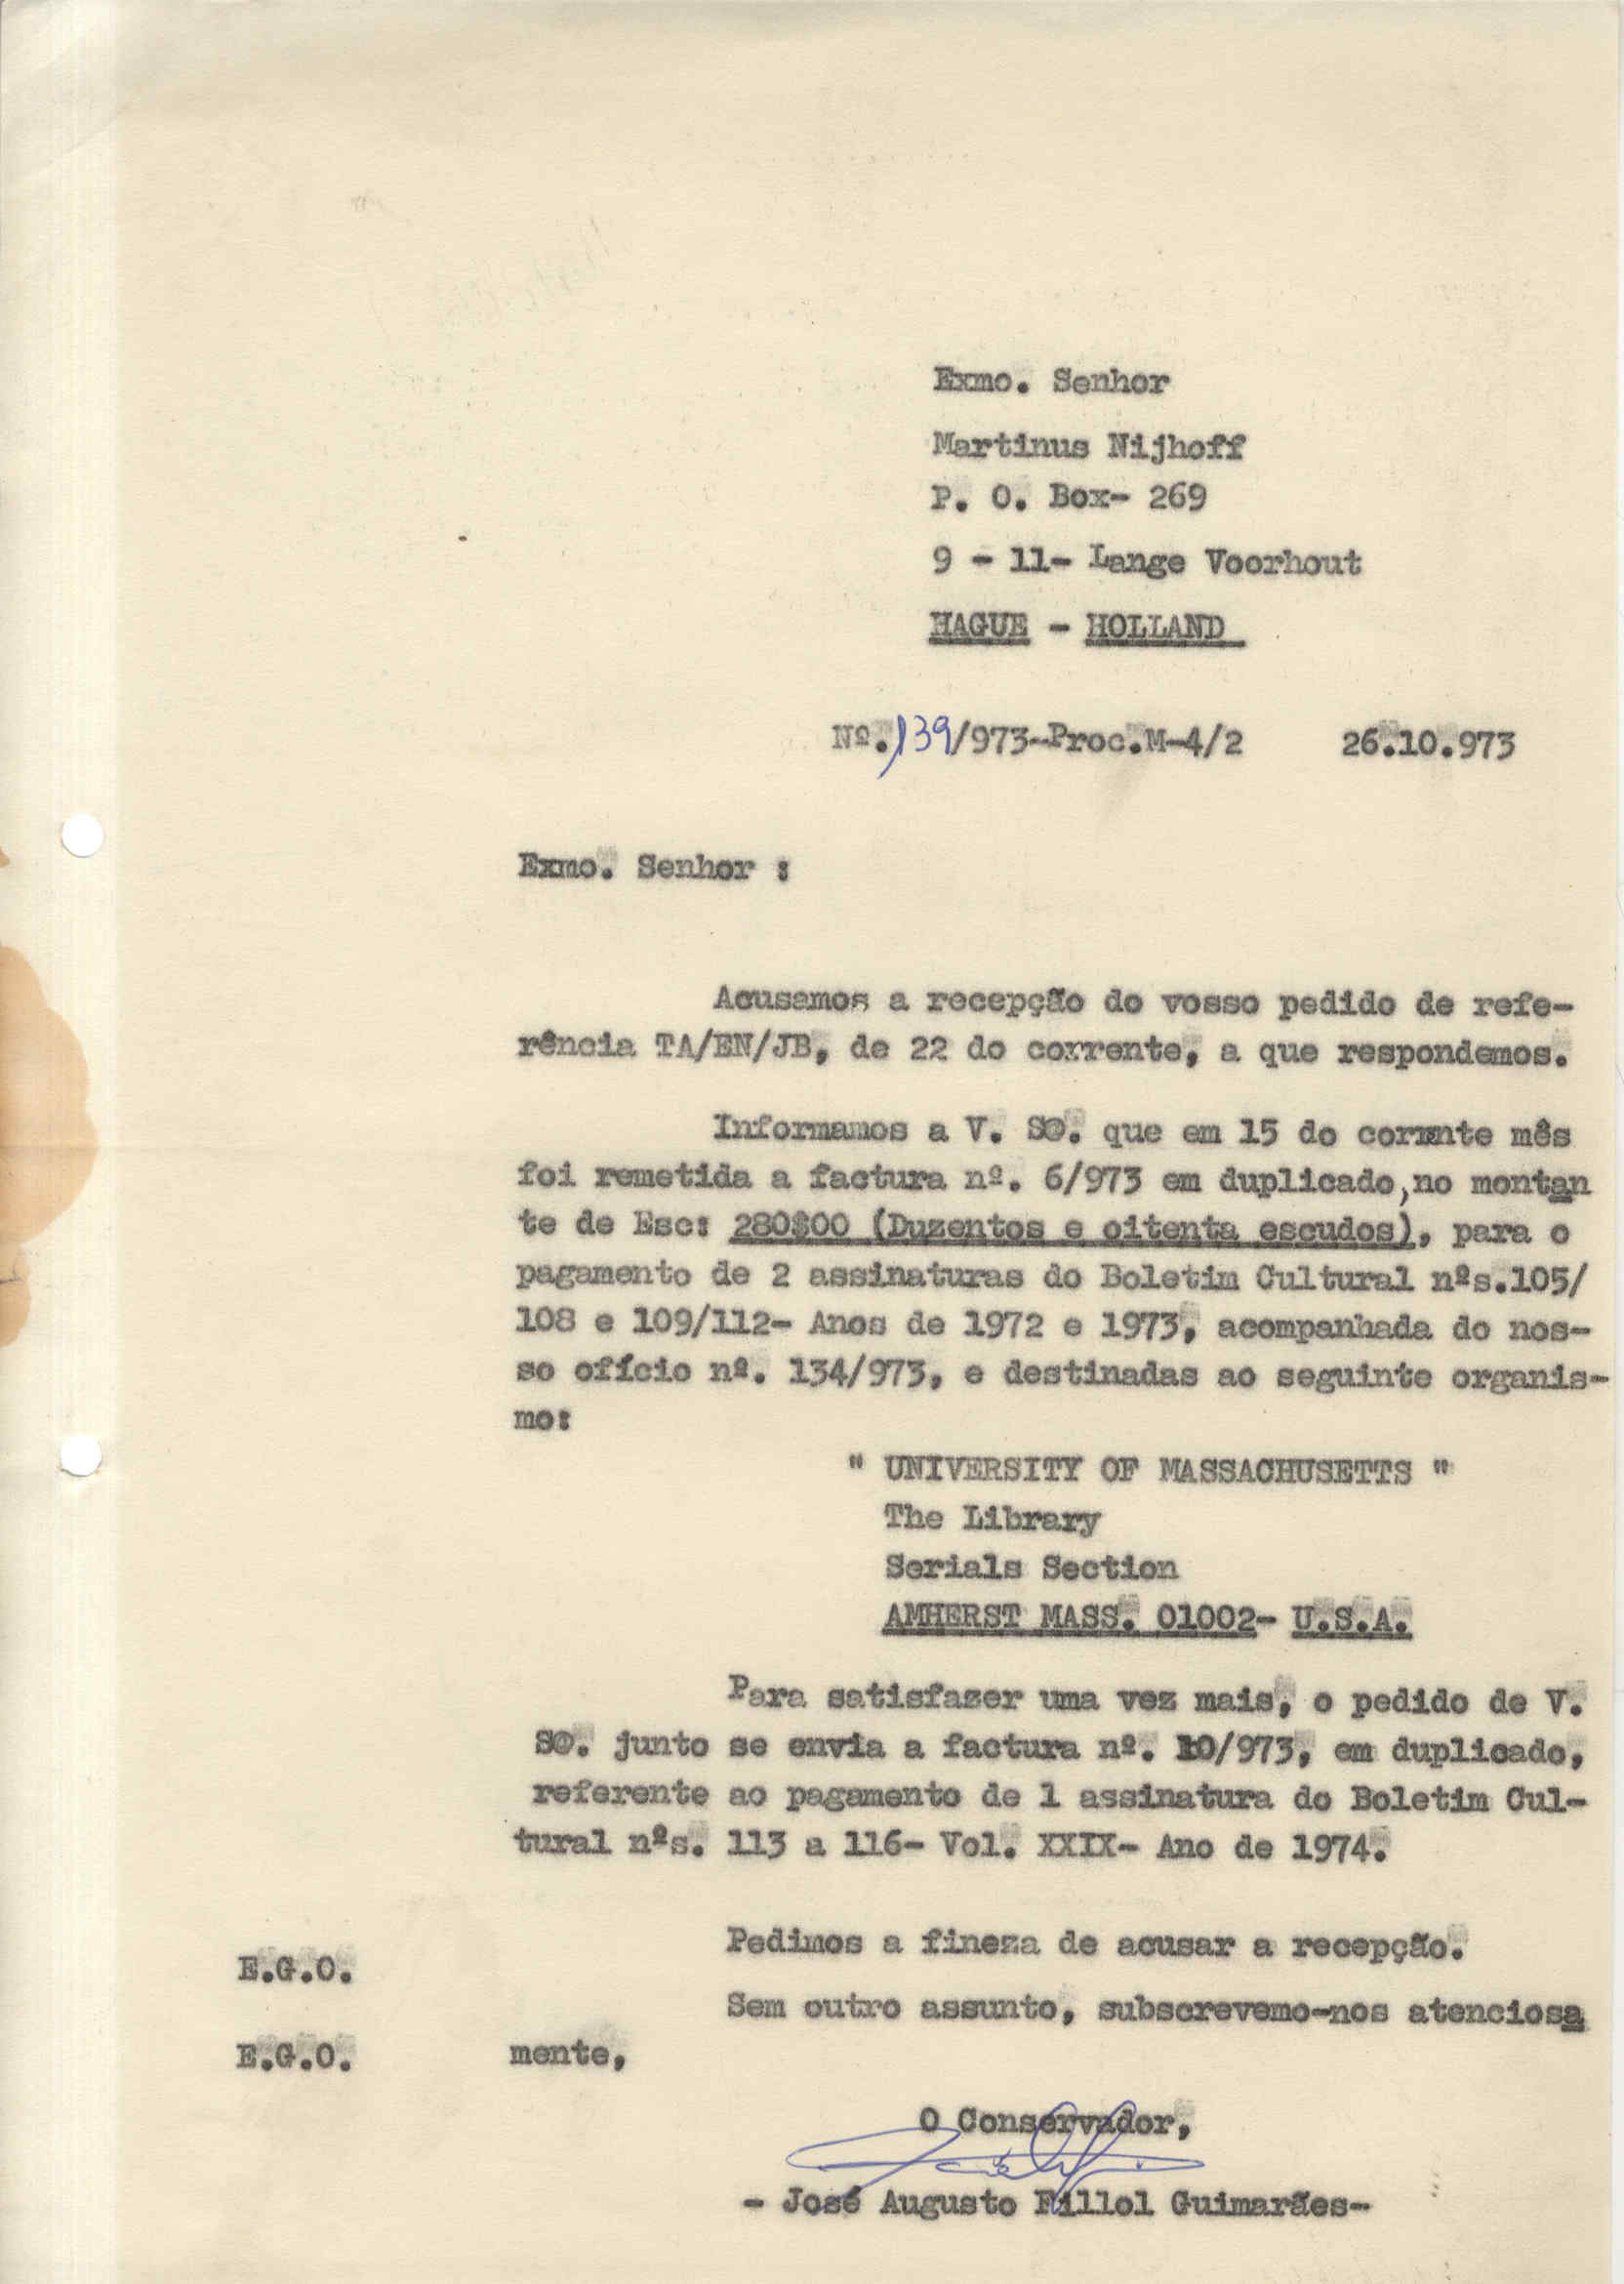 Exmo. Senhor
Martinus Nijhoff
P. O. Box- 269
9 - 11- Lange Voorhout
HAGUE - HOLLAND
Nº.139/973-Proc.M-4/2 26.10.973
Exmo. Senhor :
Acusamos a recepção do vosso pedido de refe-
rência TA/EN/JB, de 22 do corrente, a que respondemos.
Informamos a V. Sª. que em 15 do corrente mês
foi remetida a factura nº. 6/973 em duplicado,no montan
te de Esc: 280$00 (Duzentos e oitenta escudos), para o
pagamento de 2 assinaturas do Boletim Cultural nºs.105/
108 e 109/112- Anos de 1972 e 1973, acompanhada do nos-
so ofício nº. 134/973, e destinadas ao seguinte organis-
mo:
" UNIVERSITY OF MASSACHUSETTS "
The Library
Serials Section
AMHERST MASS. 01002- U.S.A.
Para satisfazer uma vez mais, o pedido de V.
Sª. junto se envia a factura nº. 10/973, em duplicado,
referente ao pagamento de 1 assinatura do Boletim Cul-
tural nºs. 113 a 116- Vol. XXIX- Ano de 1974.
Pedimos a fineza de acusar a recepção.
E.G.O.
Sem outro assunto, subscrevemo-nos atenciosa
E.G.O. mente,
O Conservador,
- José Augusto Fillol Guimarães-